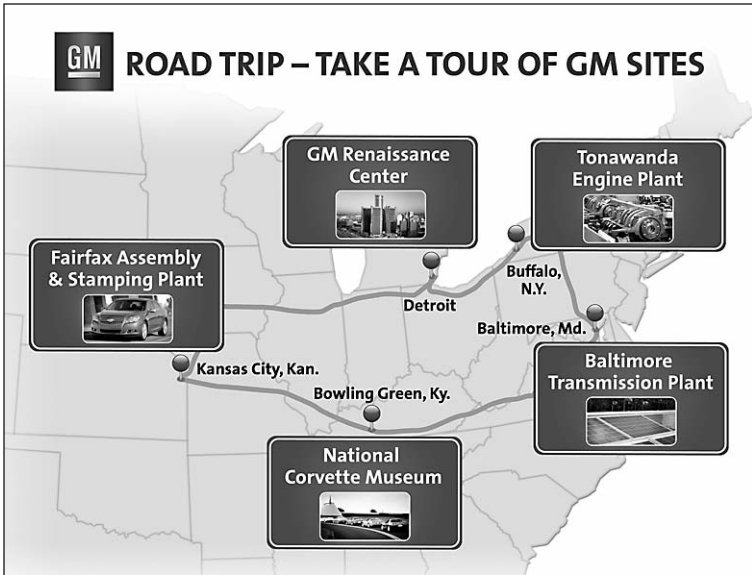 GM
ROAD TRIP – TAKE A TOUR OF GM SITES
GM Renaissance
Center
Tonawanda
Engine Plant
Fairfax Assembly
& Stamping Plant
Buffalo,
N.Y.
Detroit
Baltimore, Md.
Kansas City, Kan.
Bowling Green, Ky.
Baltimore
Transmission Plant
National
Corvette Museum